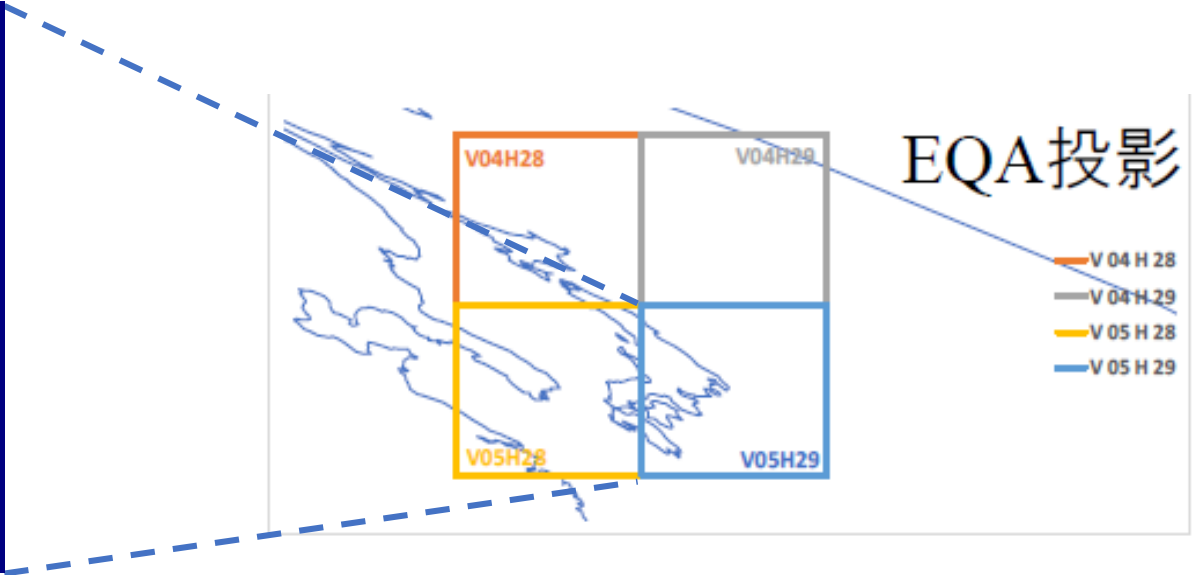 V04H28
V04H29
EQA投影
V 04 H 28
V 04 H 29
V 05 H 28
V 05 H 29
V05H28
V05H29